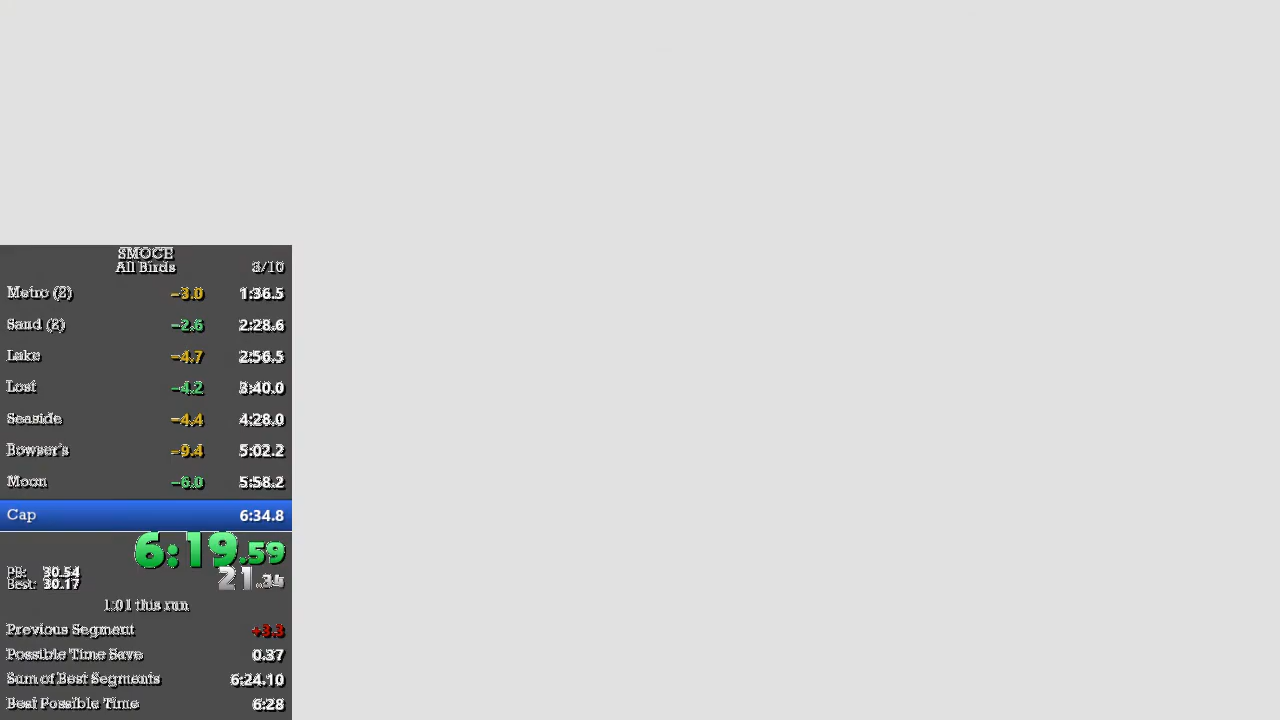 SMOCE
All Birds 3/10
Metro (2) −3.0 1:36.5
Sand (2) −2.6 2:28.6
Lake −4.7 2:56.5
Lost −4.2 3:40.0
Seaside −4.4 4:28.0
Bowser's −9.4 5:02.2
Moon −6.0 5:58.2
Cap 6:34.8
6:19.59
PB: 30.54 21.34
Best: 30.17
1:01 this run
Previous Segment +3.3
Possible Time Save 0.37
Sum of Best Segments 6:24.10
Best Possible Time 6:28